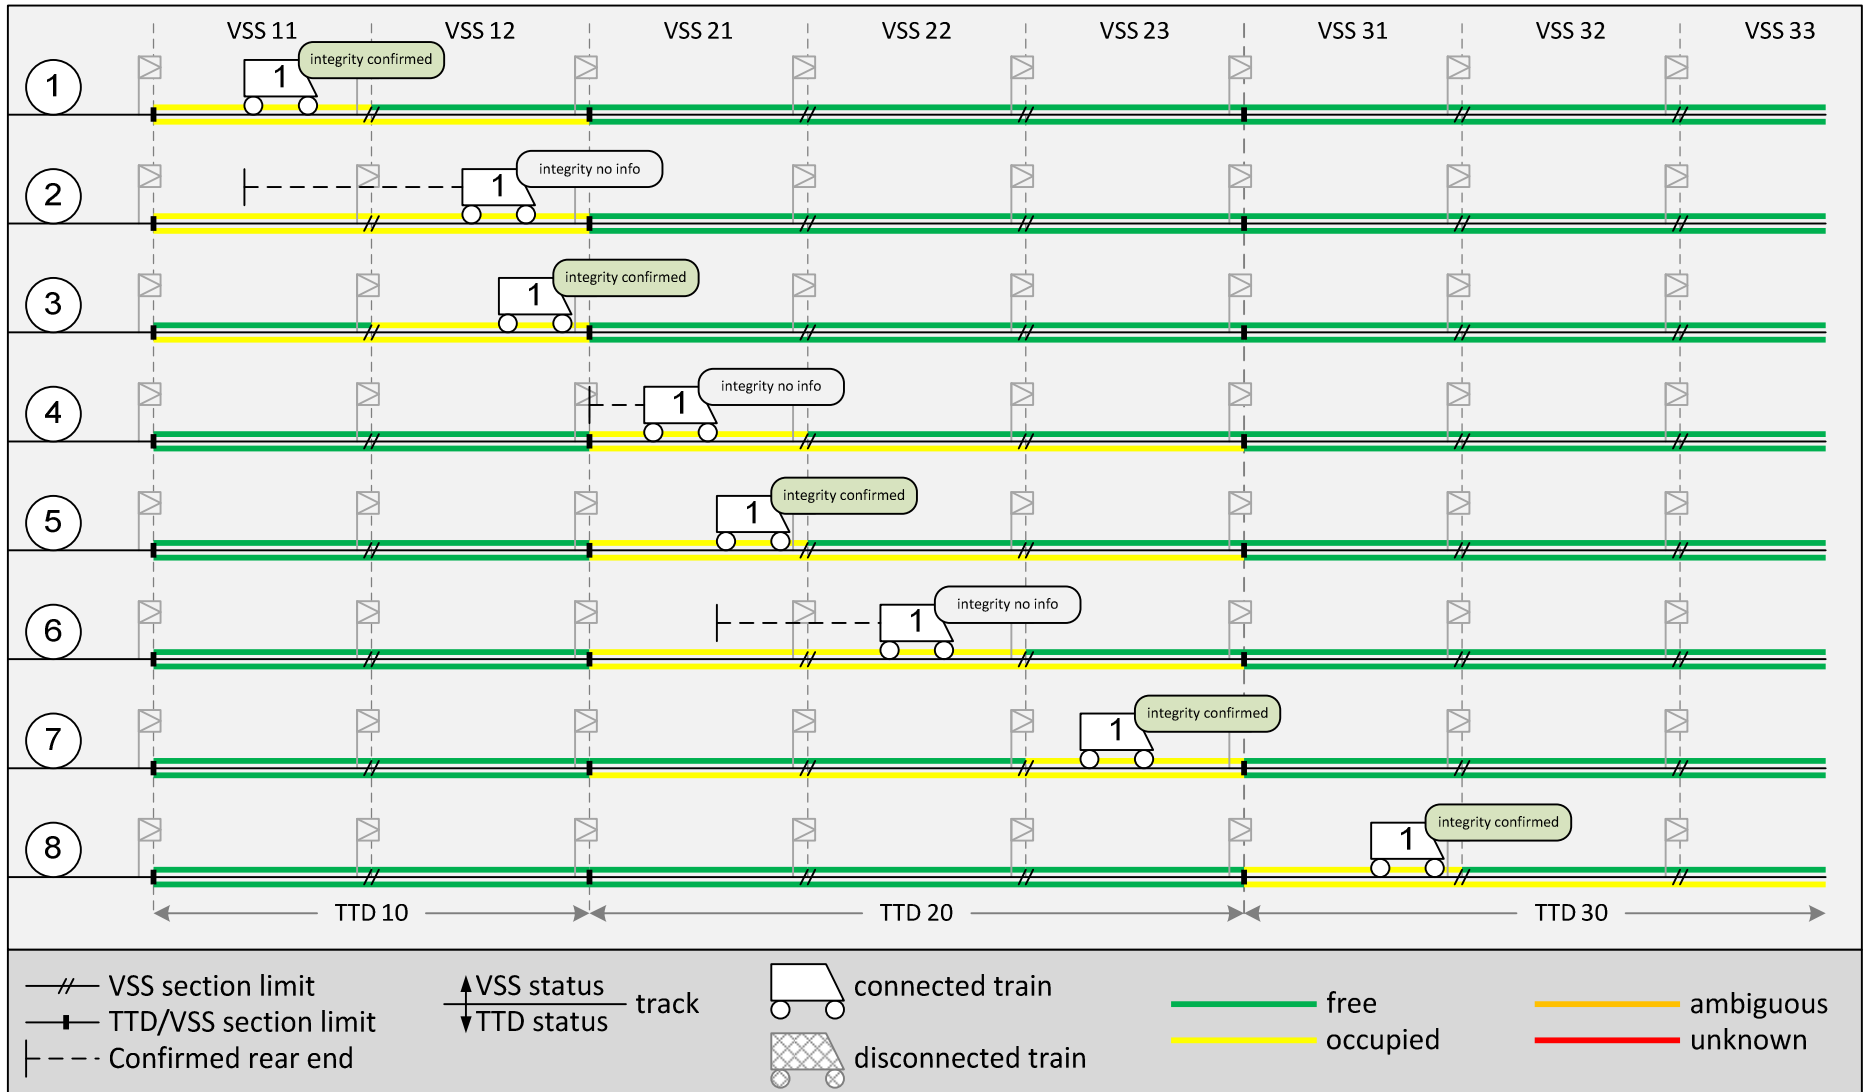 VSS 11 VSS 12 VSS 21 VSS 22 VSS 23 VSS 31 VSS 32 VSS 33
1 1 integrity confirmed
2 1 integrity no info
3 1 integrity confirmed
4 1 integrity no info
5 1 integrity confirmed
6 1 integrity no info
7 1 integrity confirmed
8 1 integrity confirmed
TTD 10 TTD 20 TTD 30
VSS section limit
TTD/VSS section limit
Confirmed rear end
VSS status
TTD status
track
connected train
disconnected train
free
occupied
ambiguous
unknown